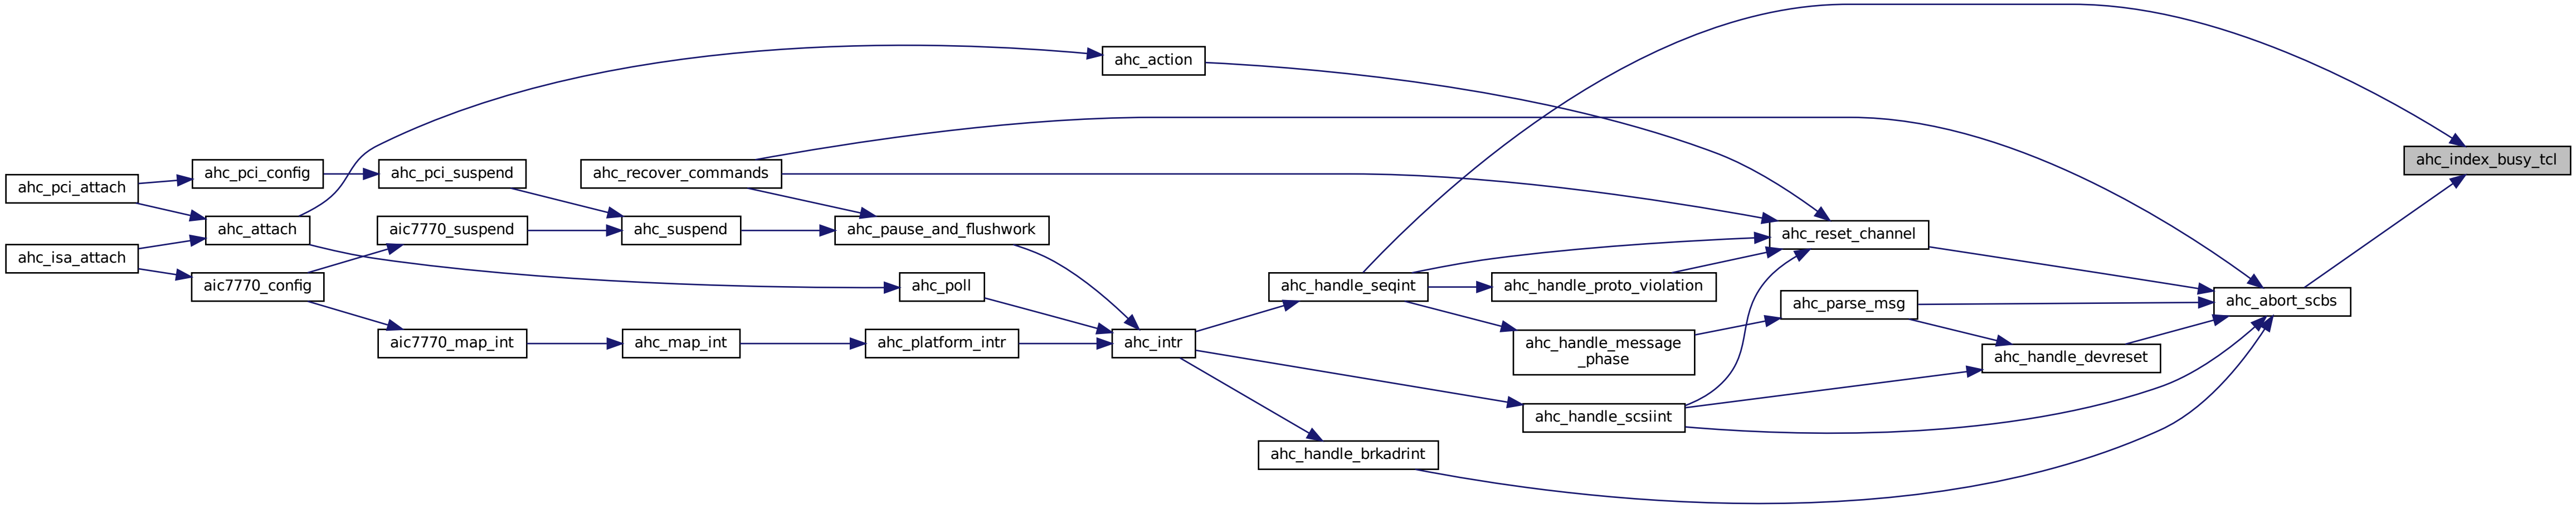 ahc_action
ahc_index_busy_tcl
ahc_pci_attach
ahc_pci_config
ahc_pci_suspend
ahc_recover_commands
ahc_attach
aic7770_suspend
ahc_suspend
ahc_pause_and_flushwork
ahc_reset_channel
ahc_isa_attach
aic7770_config
ahc_poll
ahc_handle_seqint
ahc_handle_proto_violation
ahc_parse_msg
ahc_abort_scbs
aic7770_map_int
ahc_map_int
ahc_platform_intr
ahc_intr
ahc_handle_message
_phase
ahc_handle_devreset
ahc_handle_scsiint
ahc_handle_brkadrint